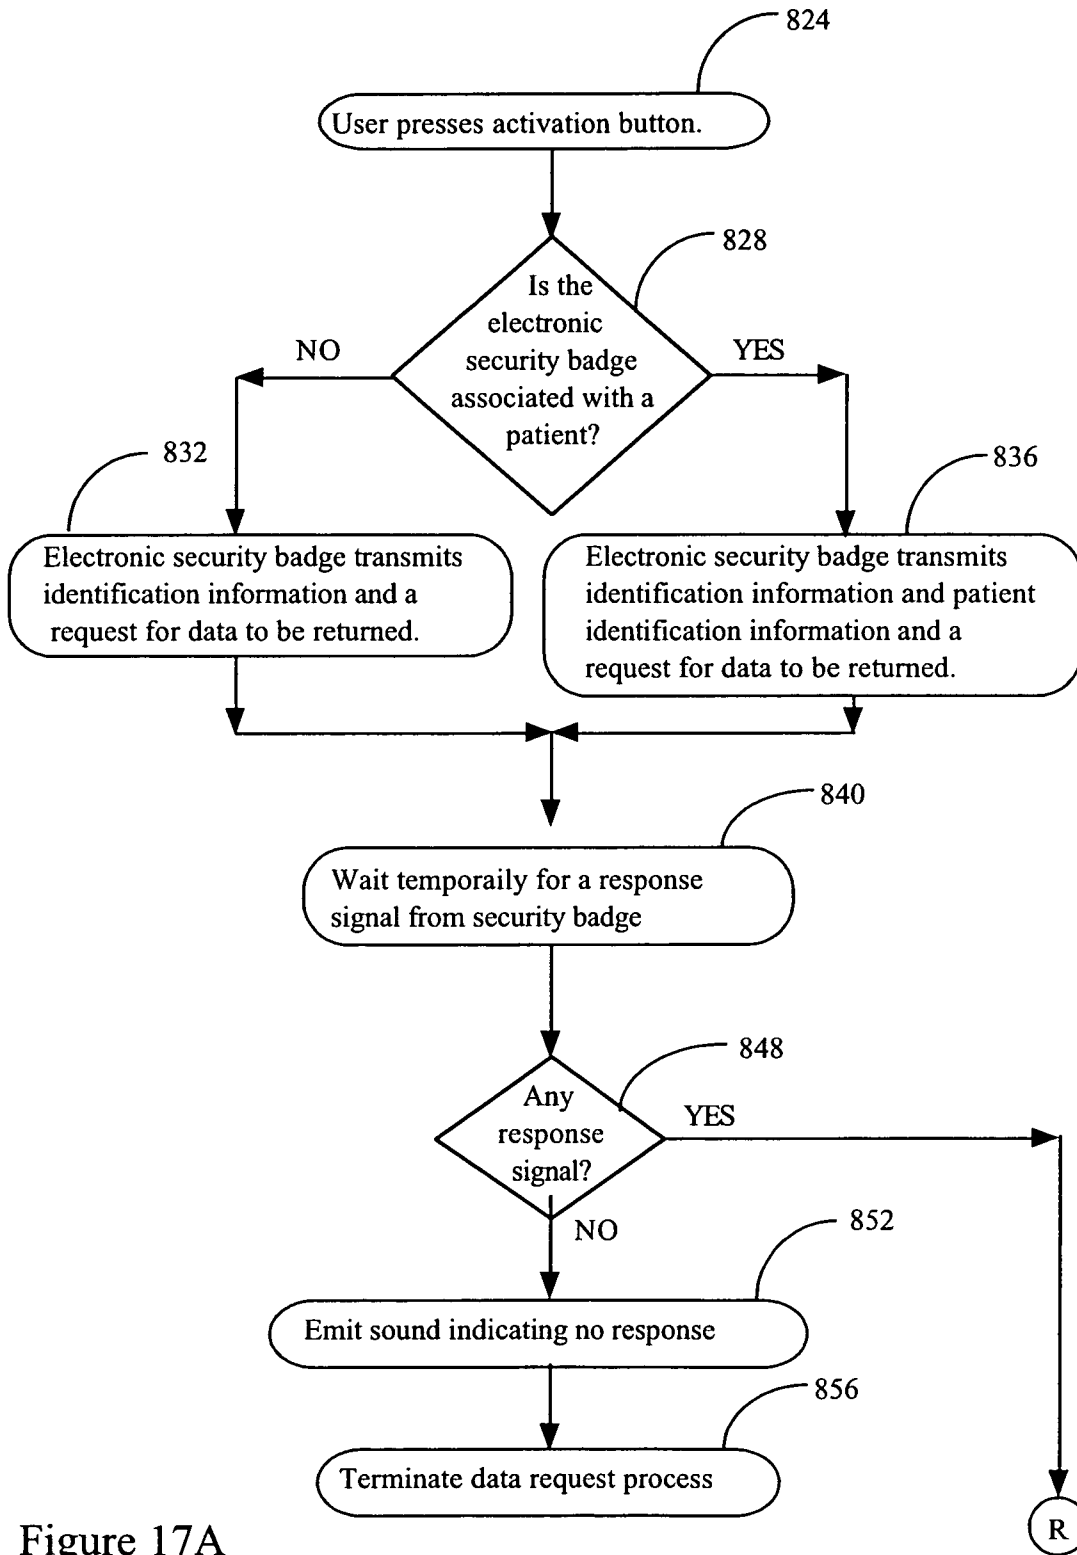 824
User presses activation button.
828
Is the
electronic
security badge
associated with a
patient?
NO
YES
832
836
Electronic security badge transmits
identification information and a
request for data to be returned.
Electronic security badge transmits
identification information and patient
identification information and a
request for data to be returned.
840
Wait temporaily for a response
signal from security badge
848
Any
response
signal?
YES
NO
852
Emit sound indicating no response
856
Terminate data request process
Figure 17A
R